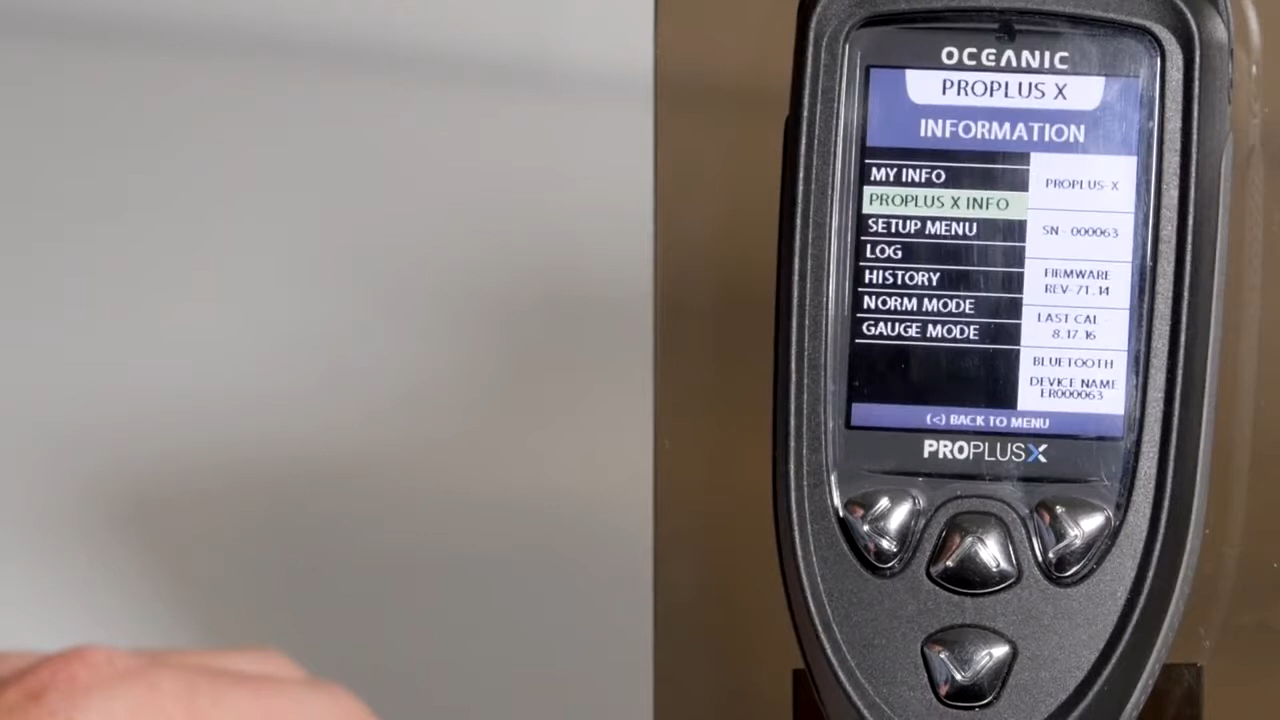 OCEANIC
PROPLUS X
INFORMATION
MY INFO
PROPLUS X INFO
SETUP MENU
LOG
HISTORY
NORM MODE
GAUGE MODE
PROPLUS-X
SN - 000063
FIRMWARE
REV- 71.14
LAST CAL -
8.17.16
BLUETOOTH
DEVICE NAME
ER000063
(<) BACK TO MENU
PROPLUSX